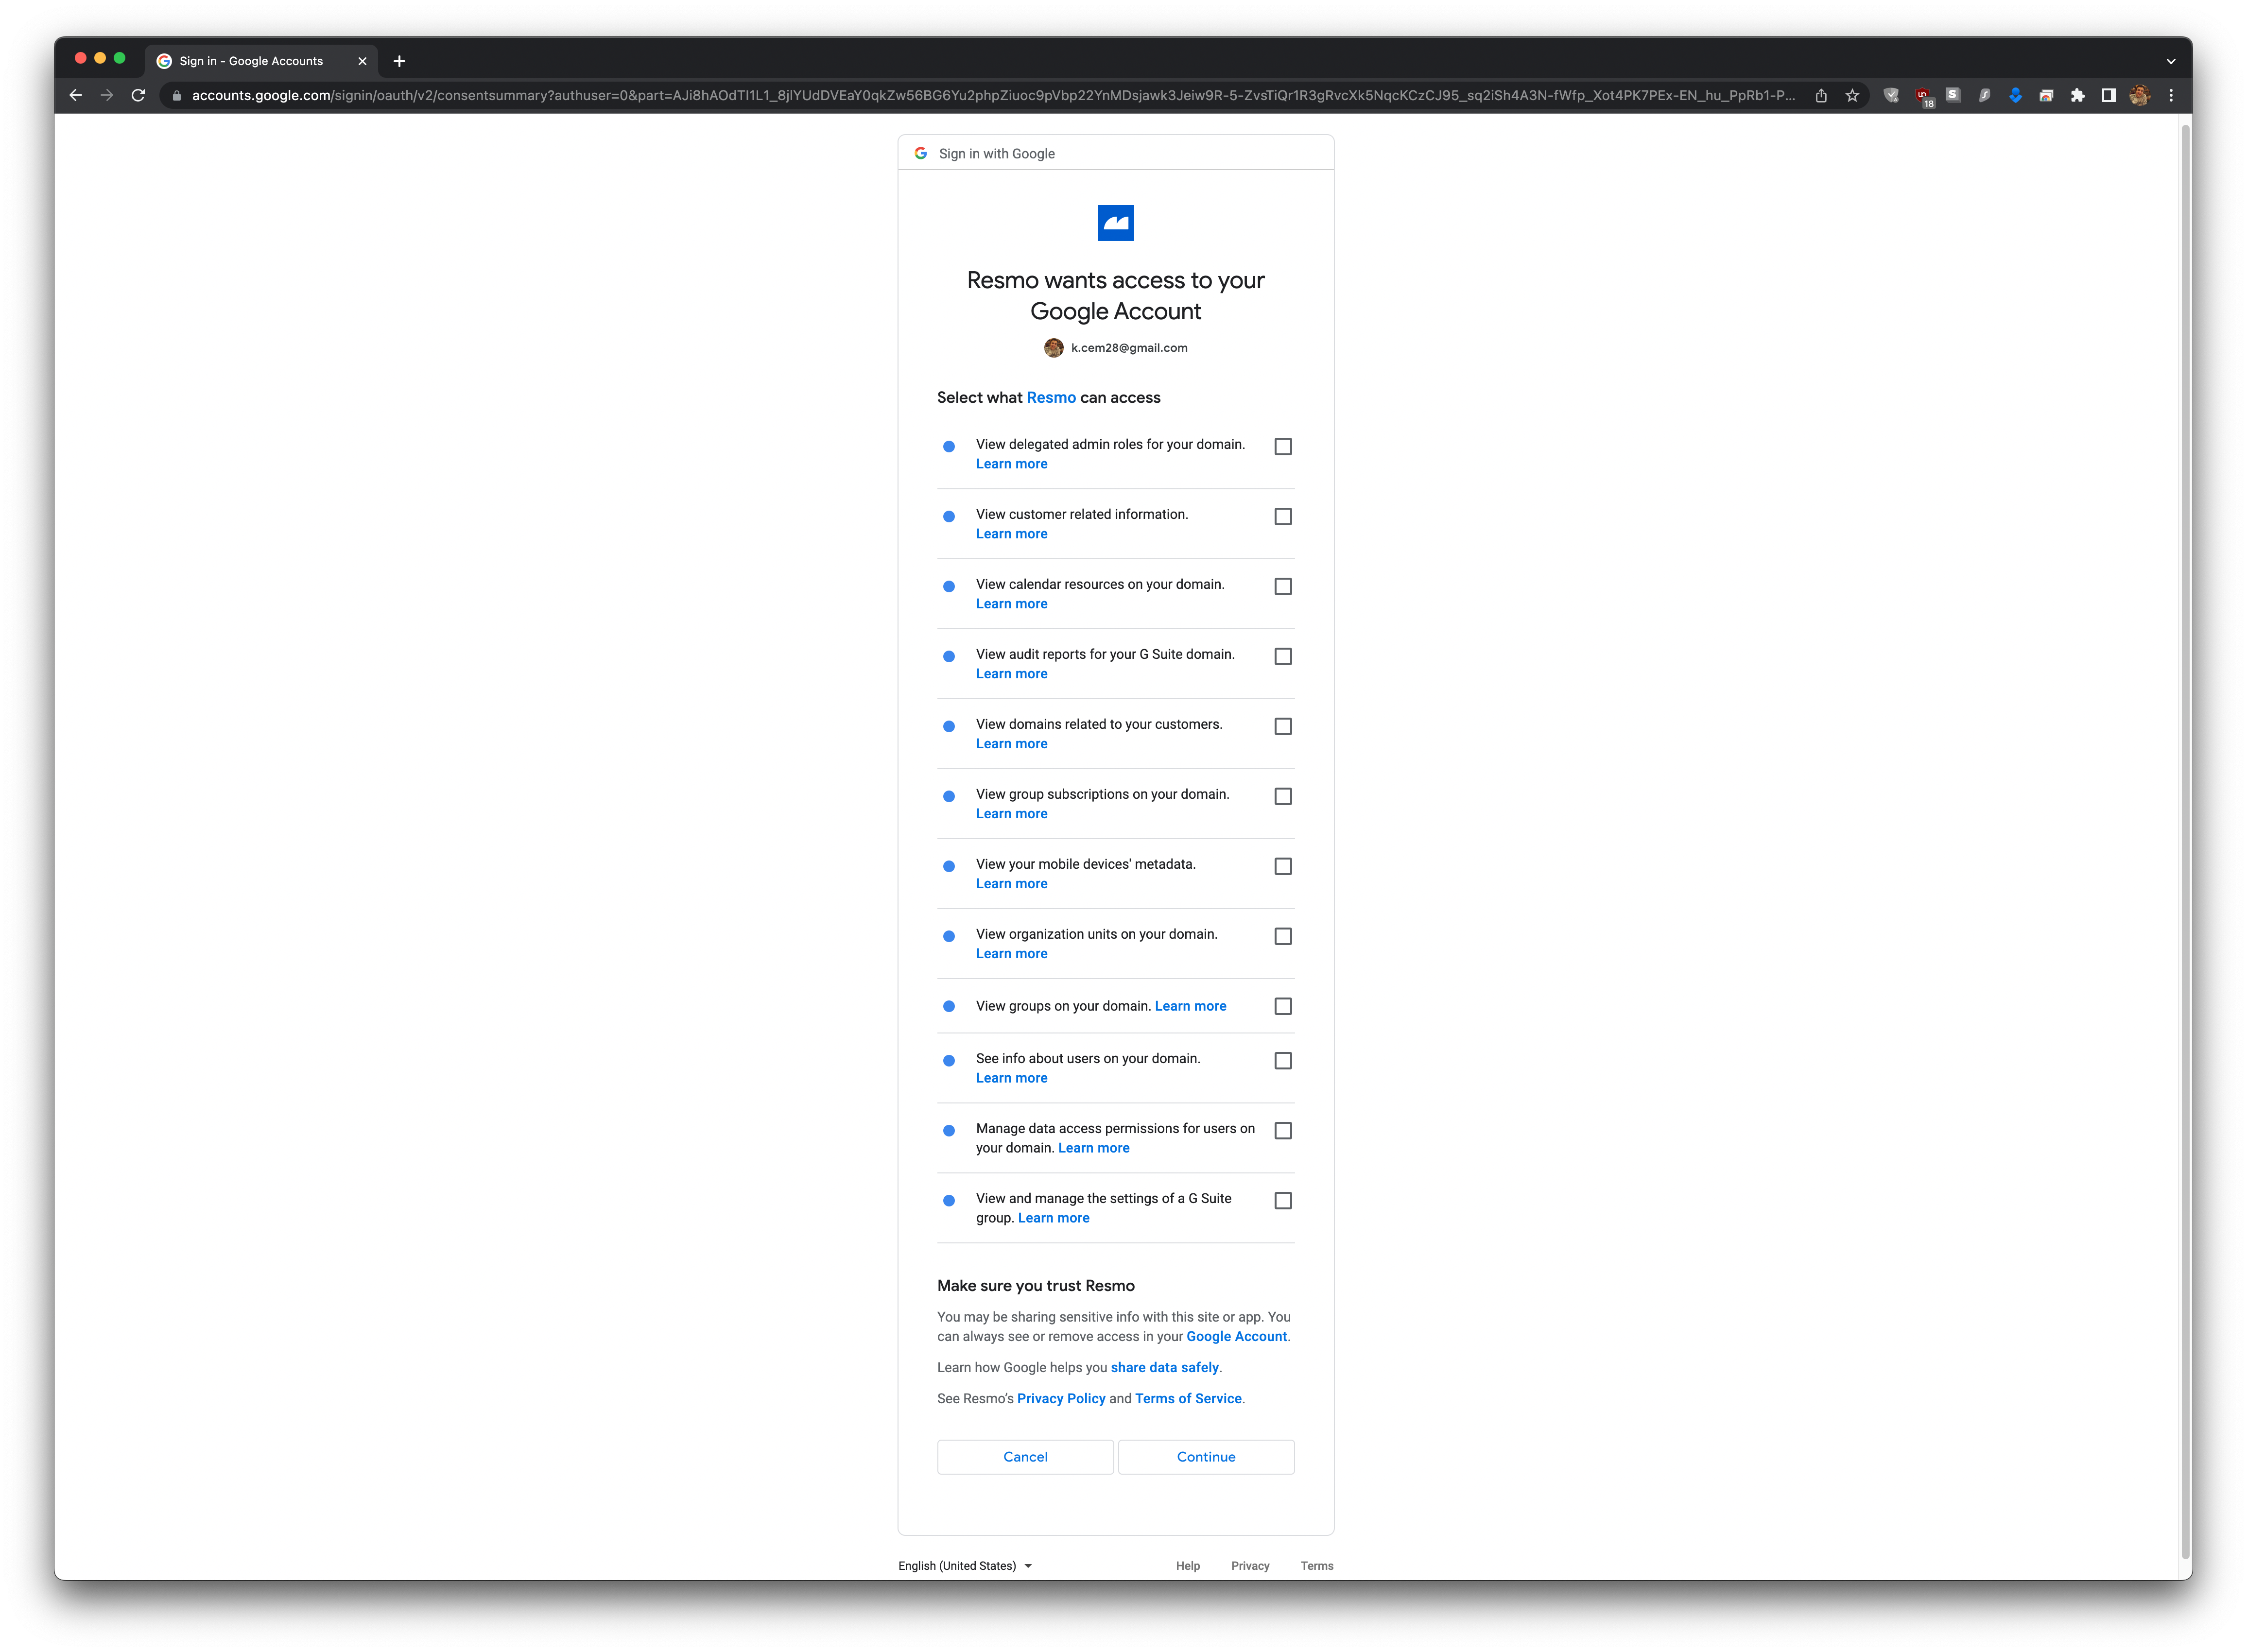 Sign in - Google Accounts
accounts.google.com/signin/oauth/v2/consentsummary?authuser=0&part=
18
Sign in with Google
Resmo wants access to your
Google Account
k.cem28@gmail.com
Select what Resmo can access
View delegated admin roles for your domain.
Learn more
View customer related information.
Learn more
View calendar resources on your domain.
Learn more
View audit reports for your G Suite domain.
Learn more
View domains related to your customers.
Learn more
View group subscriptions on your domain.
Learn more
View your mobile devices' metadata.
Learn more
View organization units on your domain.
Learn more
View groups on your domain. Learn more
See info about users on your domain.
Learn more
Manage data access permissions for users on
your domain. Learn more
View and manage the settings of a G Suite
group. Learn more
Make sure you trust Resmo
You may be sharing sensitive info with this site or app. You
can always see or remove access in your Google Account.
Learn how Google helps you share data safely.
See Resmo’s Privacy Policy and Terms of Service.
Cancel Continue
English (United States) Help Privacy Terms